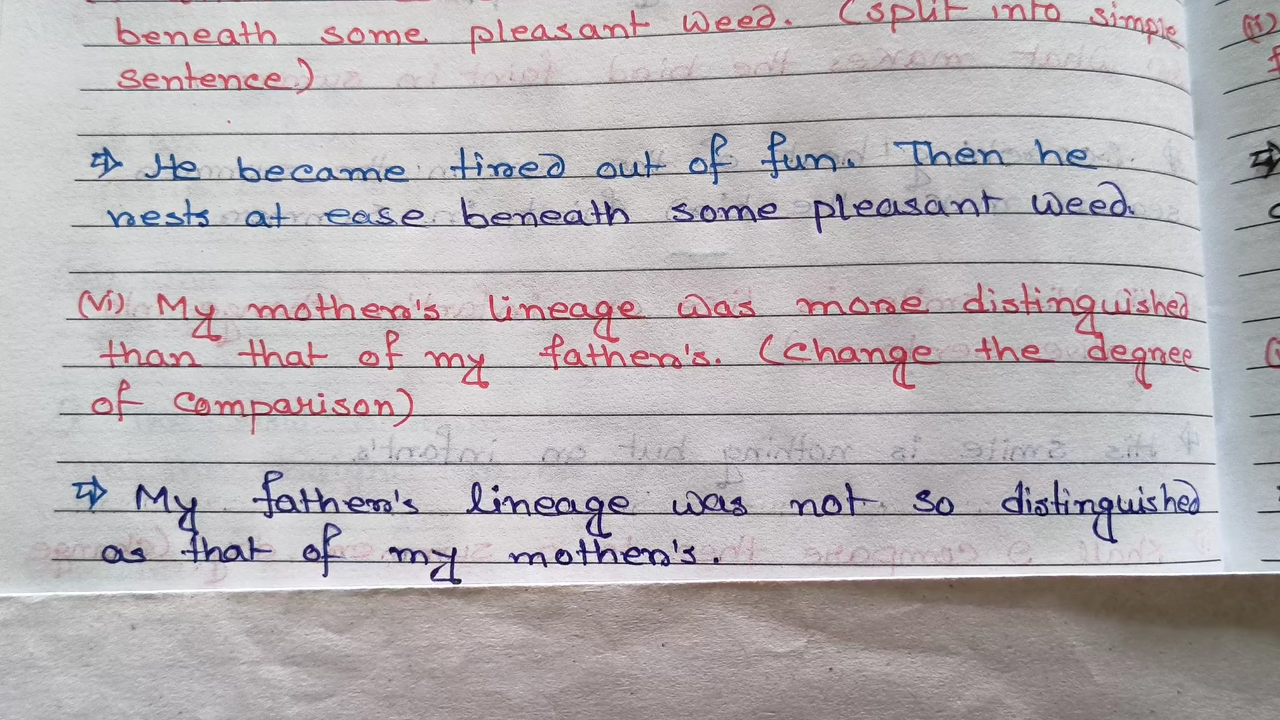 beneath some pleasant weed. (split into simple
sentence.)
⇒ He became tired out of fun. Then he
rests at ease beneath some pleasant weed.
(vi) My mother's lineage was more distinguished
than that of my father's. (Change the degree
of comparison)
⇒ My father's lineage was not so distinguished
as that of my mother's.
(ii)